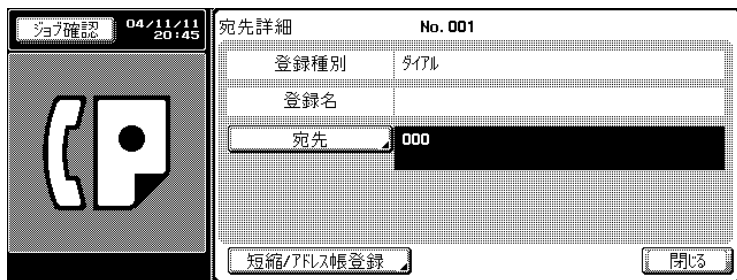 ｼﾞｮﾌﾞ確認
04/11/11
20:45
宛先詳細 No. 001
登録種別 ﾀﾞｲｱﾙ
登録名
宛先 000
短縮/ｱﾄﾞﾚｽ帳登録
閉じる